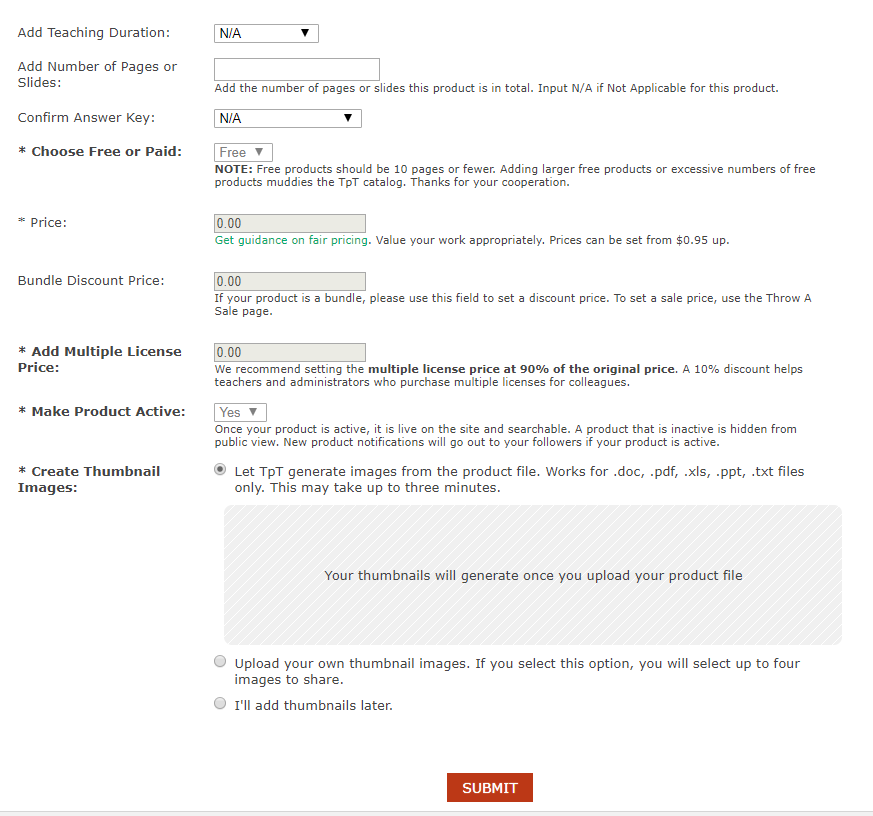 Add Teaching Duration:
N/A
Add Number of Pages or
Slides:
Add the number of pages or slides this product is in total. Input N/A if Not Applicable for this product.
Confirm Answer Key:
N/A
* Choose Free or Paid:
Free
NOTE: Free products should be 10 pages or fewer. Adding larger free products or excessive numbers of free
products muddies the TpT catalog. Thanks for your cooperation.
* Price:
0.00
Get guidance on fair pricing. Value your work appropriately. Prices can be set from $0.95 up.
Bundle Discount Price:
0.00
If your product is a bundle, please use this field to set a discount price. To set a sale price, use the Throw A
Sale page.
* Add Multiple License
Price:
0.00
We recommend setting the multiple license price at 90% of the original price. A 10% discount helps
teachers and administrators who purchase multiple licenses for colleagues.
* Make Product Active:
Yes
Once your product is active, it is live on the site and searchable. A product that is inactive is hidden from
public view. New product notifications will go out to your followers if your product is active.
* Create Thumbnail
Images:
Let TpT generate images from the product file. Works for .doc, .pdf, .xls, .ppt, .txt files
only. This may take up to three minutes.
Your thumbnails will generate once you upload your product file
Upload your own thumbnail images. If you select this option, you will select up to four
images to share.
I'll add thumbnails later.
SUBMIT